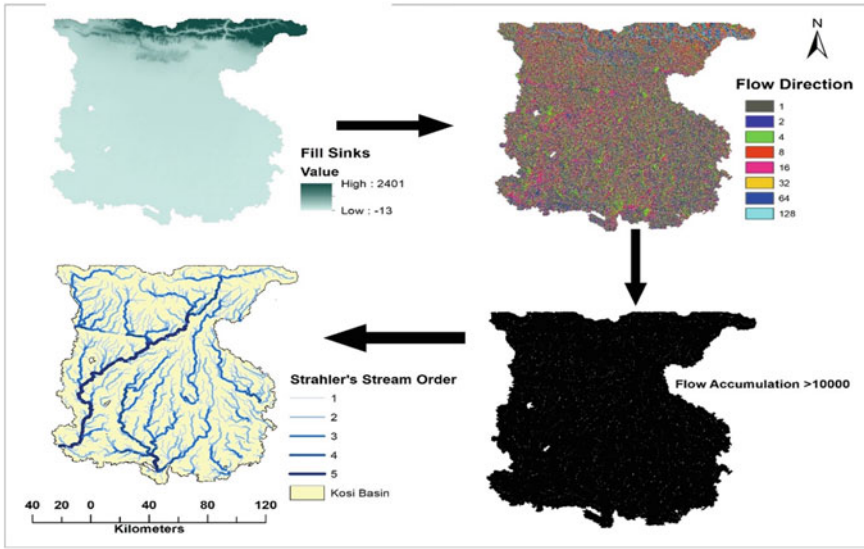 N
Flow Direction
1
2
4
8
16
32
64
128
Fill Sinks
Value
High : 2401
Low : -13
Flow Accumulation >10000
Strahler's Stream Order
1
2
3
4
5
Kosi Basin
40 20 0 40 80 120
Kilometers